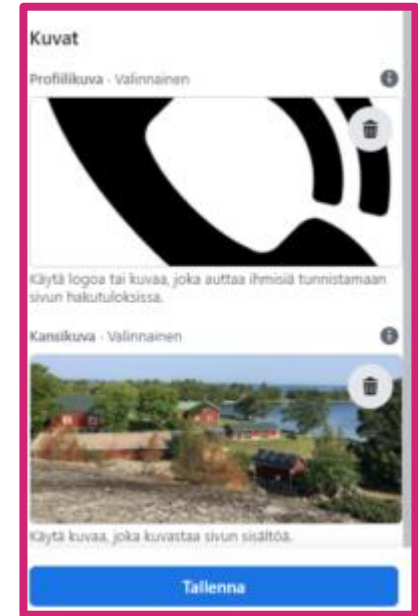 Kuvat
Profiilikuva · Valinnainen
Käytä logoa tai kuvaa, joka auttaa ihmisiä tunnistamaan
sivun hakutuloksissa.
Kansikuva · Valinnainen
Käytä kuvaa, joka kuvastaa sivun sisältöä.
Tallenna